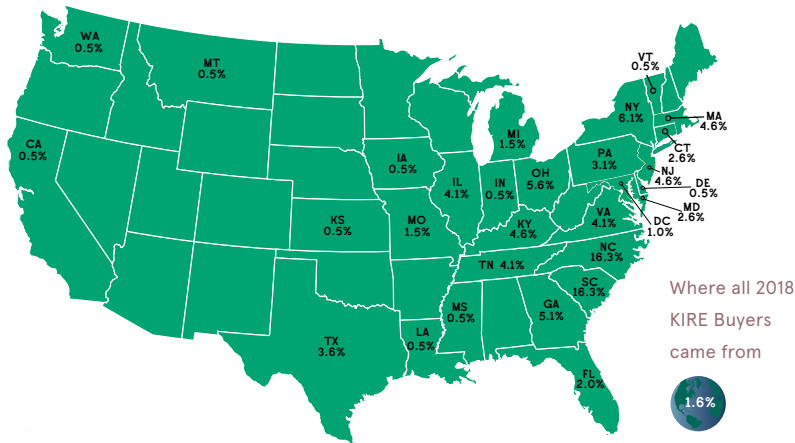 WA
0.5%
MT
0.5%
VT
0.5%
NY
6.1%
MA
4.6%
CA
0.5%
MI
1.5%
CT
2.6%
IA
0.5%
PA
3.1%
NJ
4.6%
IL
4.1%
IN
0.5%
OH
5.6%
DE
0.5%
MD
2.6%
DC
1.0%
KS
0.5%
MO
1.5%
KY
4.6%
VA
4.1%
NC
16.3%
TN 4.1%
SC
16.3%
MS
0.5%
GA
5.1%
TX
3.6%
LA
0.5%
FL
2.0%
Where all 2018
KIRE Buyers
came from
1.6%